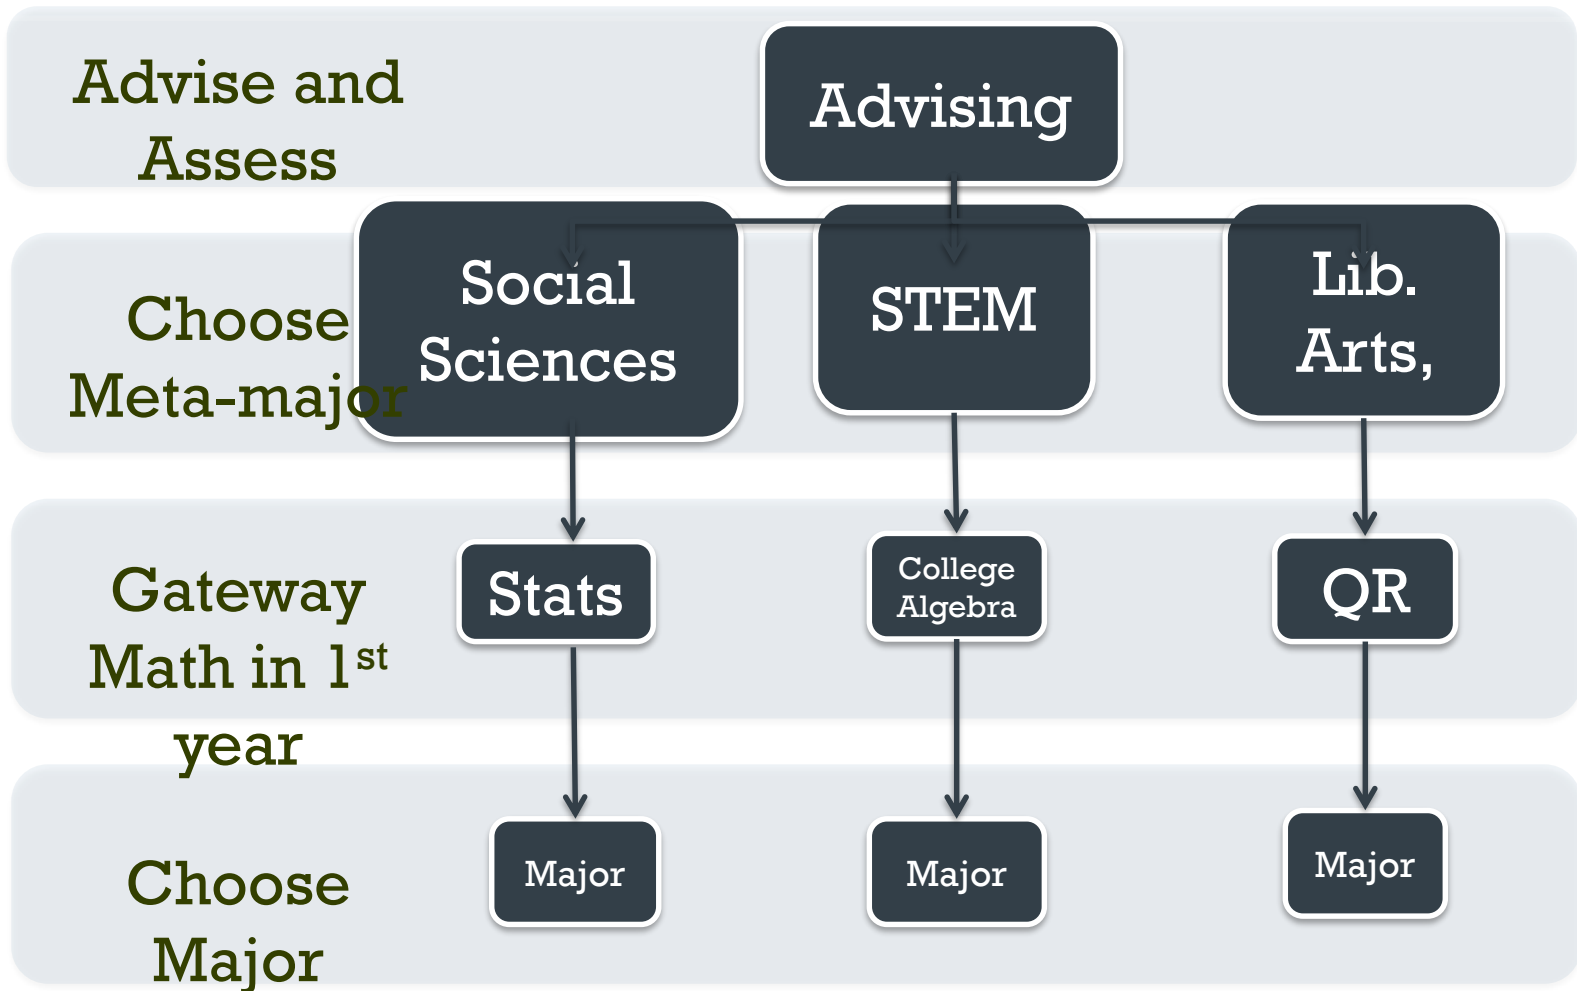 Advise and
Assess
Advising
Choose
Meta-major
Social
Sciences
STEM
Lib.
Arts,
Gateway
Math in 1st
year
Stats
College
Algebra
QR
Choose
Major
Major
Major
Major